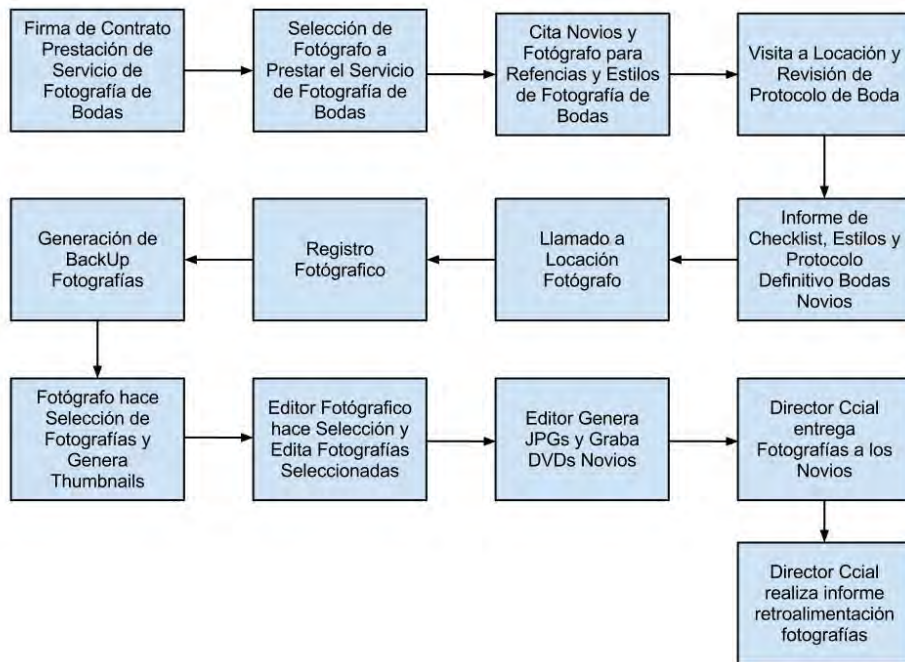 Firma de Contrato
Prestación de
Servicio de
Fotografía de
Bodas
Selección de
Fotógrafo a
Prestar el Servicio
de Fotografía de
Bodas
Cita Novios y
Fotógrafo para
Refencias y Estilos
de Fotografía de
Bodas
Visita a Locación y
Revisión de
Protocolo de Boda
Informe de
Checklist, Estilos y
Protocolo
Definitivo Bodas
Novios
Llamado a
Locación
Fotógrafo
Registro
Fotógrafico
Generación de
BackUp
Fotografías
Fotógrafo hace
Selección de
Fotografías y
Genera
Thumbnails
Editor Fotógrafico
hace Selección y
Edita Fotografías
Seleccionadas
Editor Genera
JPGs y Graba
DVDs Novios
Director Ccial
entrega
Fotografías a los
Novios
Director Ccial
realiza informe
retroalimentación
fotografías